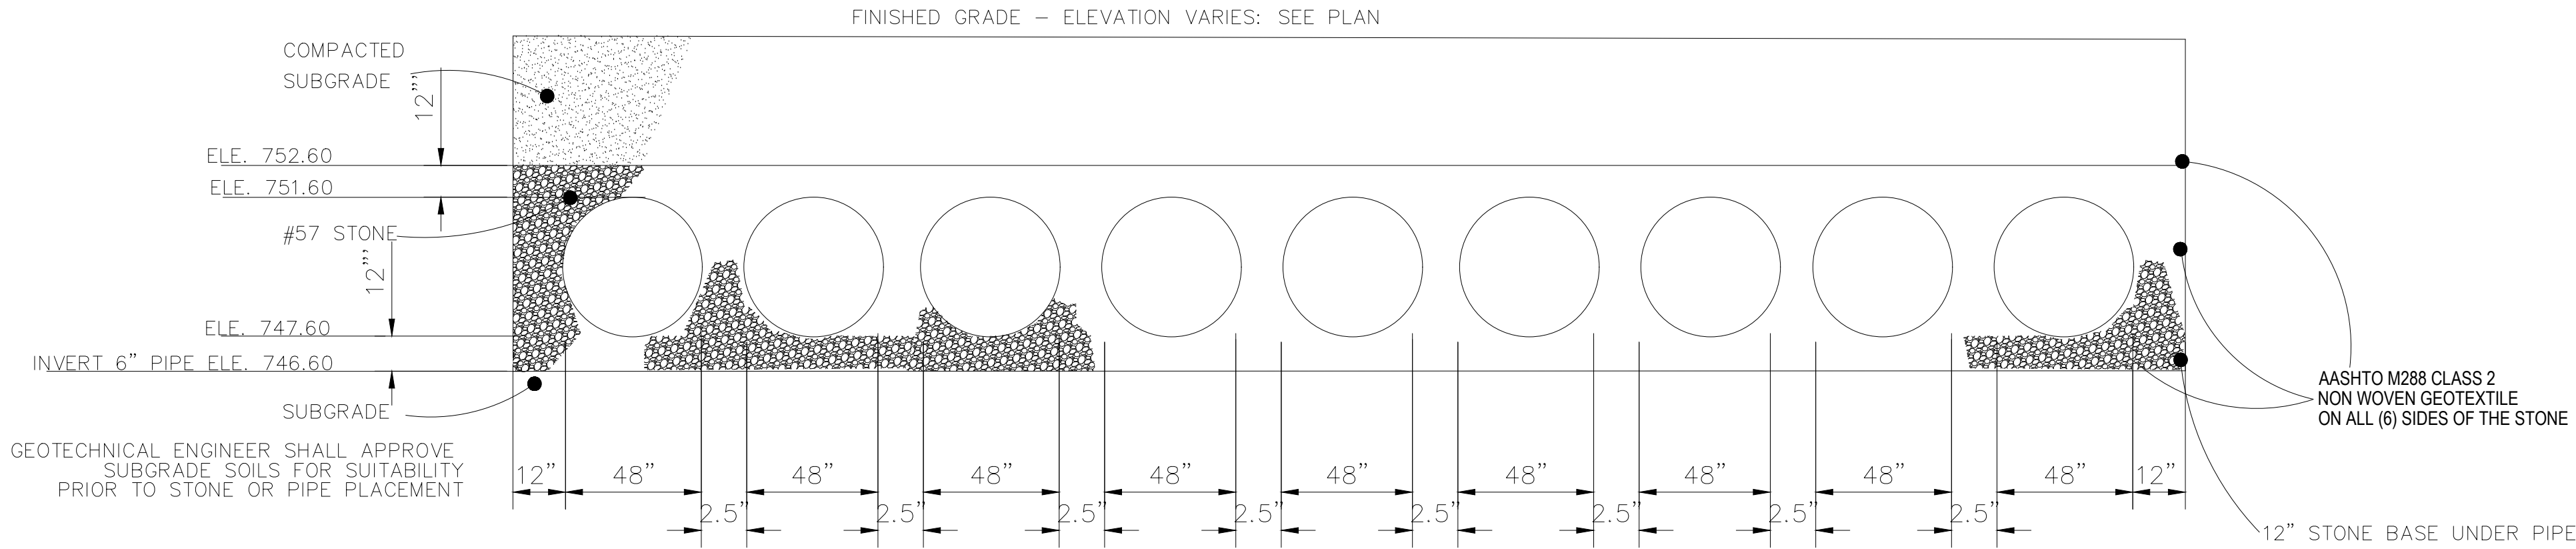 FINISHED GRADE – ELEVATION VARIES: SEE PLAN
COMPACTED
SUBGRADE
12""
ELE. 752.60
ELE. 751.60
#57 STONE
12""
ELE. 747.60
INVERT 6" PIPE ELE. 746.60
SUBGRADE
AASHTO M288 CLASS 2
NON WOVEN GEOTEXTILE
ON ALL (6) SIDES OF THE STONE
GEOTECHNICAL ENGINEER SHALL APPROVE
SUBGRADE SOILS FOR SUITABILITY
PRIOR TO STONE OR PIPE PLACEMENT
12" 48" 48" 48" 48" 48" 48" 48" 48" 48" 12"
2.5" 2.5" 2.5" 2.5" 2.5" 2.5" 2.5" 2.5"
12" STONE BASE UNDER PIPE